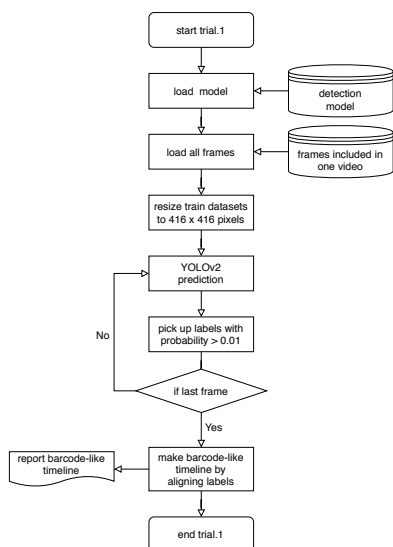 start trial.1
load model
detection
model
load all frames
frames included in
one video
resize train datasets
to 416 x 416 pixels
YOLOv2
prediction
pick up labels with
probability > 0.01
No
if last frame
Yes
report barcode-like
timeline
make barcode-like
timeline by
aligning labels
end trial.1